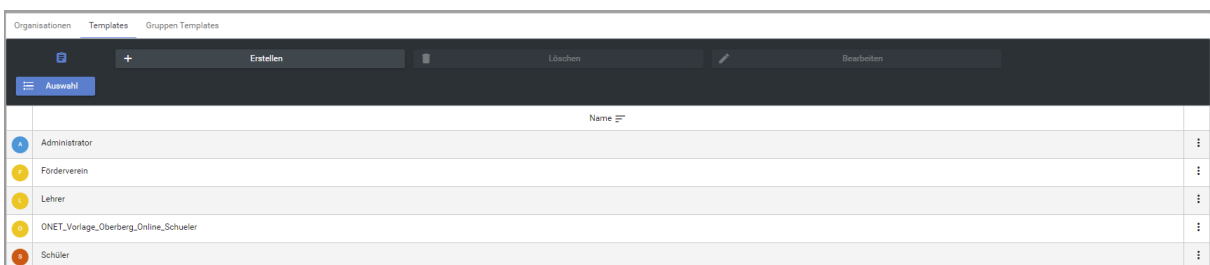 Organisationen Templates Gruppen Templates
+ Erstellen Löschen Bearbeiten
Auswahl
Name
A Administrator
F Förderverein
L Lehrer
O ONET_Vorlage_Oberberg_Online_Schueler
S Schüler